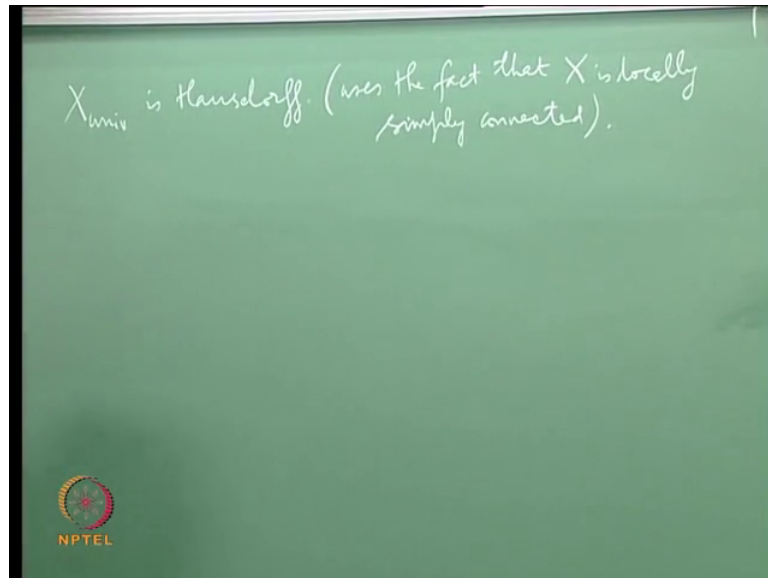 X_univ is Hausdorff. (uses the fact that X is locally
simply connected).
NPTEL